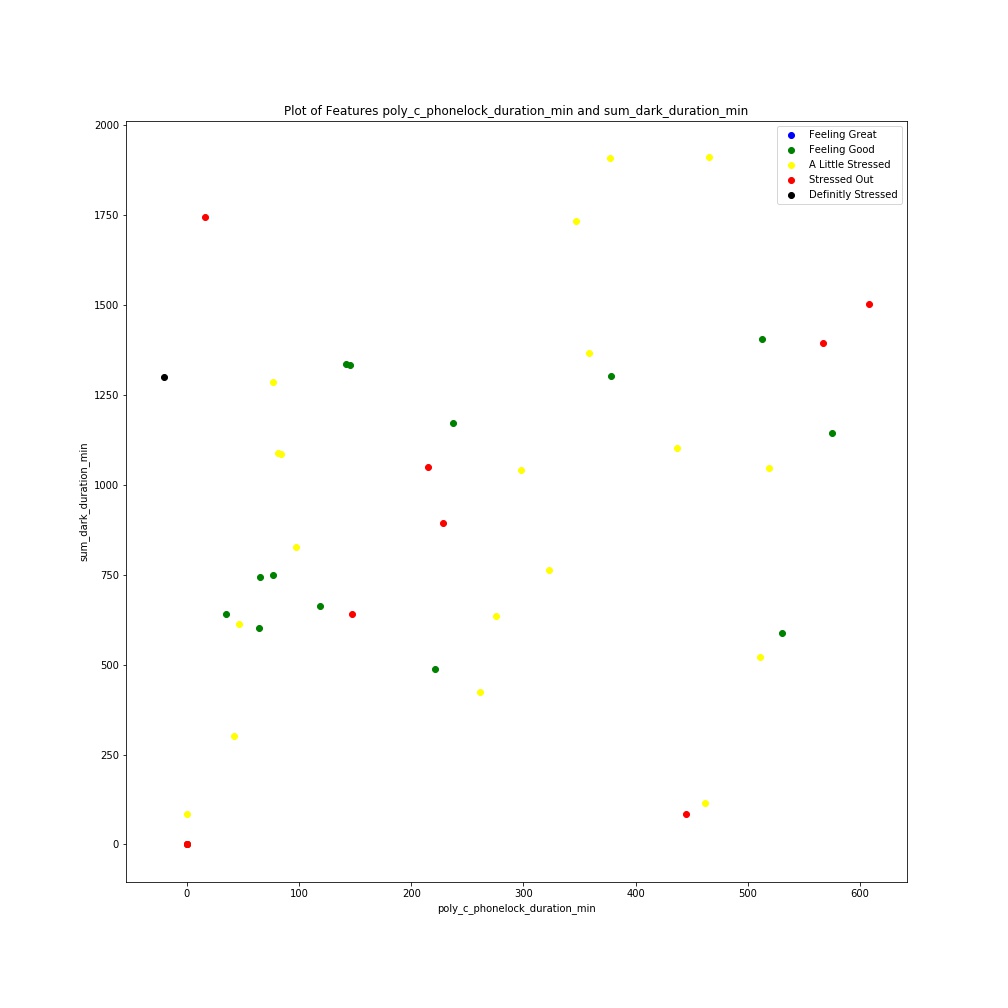 Plot of Features poly_c_phonelock_duration_min and sum_dark_duration_min
Feeling Great
Feeling Good
A Little Stressed
Stressed Out
Definitly Stressed
2000
1750
1500
1250
1000
750
500
250
0
sum_dark_duration_min
0 100 200 300 400 500 600
poly_c_phonelock_duration_min